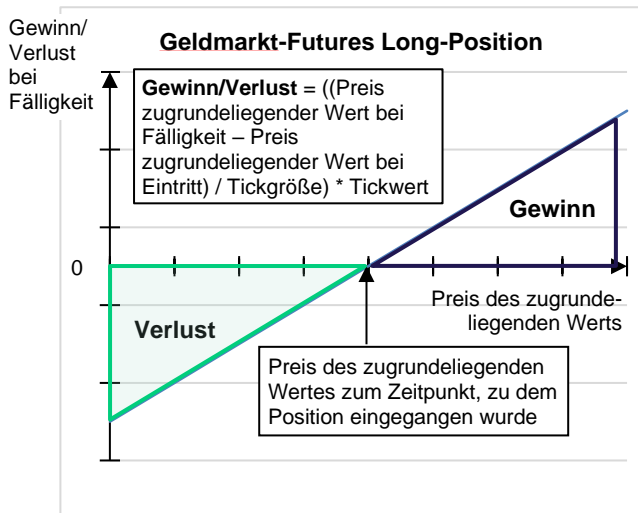 Gewinn/
Verlust
bei
Fälligkeit
Geldmarkt-Futures Long-Position
Gewinn/Verlust = ((Preis
zugrundeliegender Wert bei
Fälligkeit – Preis
zugrundeliegender Wert bei
Eintritt) / Tickgröße) * Tickwert
Gewinn
0
Preis des zugrunde-
liegenden Werts
Verlust
Preis des zugrundeliegenden
Wertes zum Zeitpunkt, zu dem
Position eingegangen wurde